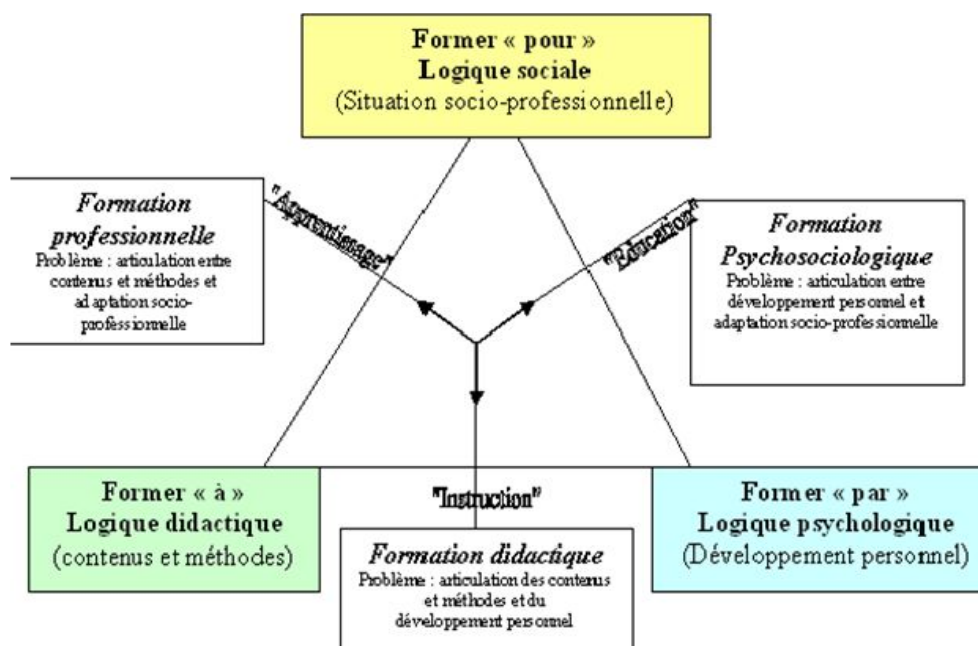 Former « pour »
Logique sociale
(Situation socio-professionnelle)
Formation
professionnelle
Problème : articulation entre
contenus et méthodes et
adaptation socio-
professionnelle
"Apprentissage"
"Education"
Formation
Psychosociologique
Problème : articulation entre
développement personnel et
adaptation socio-professionnelle
Former « à »
Logique didactique
(contenus et méthodes)
"Instruction"
Formation didactique
Problème : articulation des contenus
et méthodes et du
développement personnel
Former « par »
Logique psychologique
(Développement personnel)